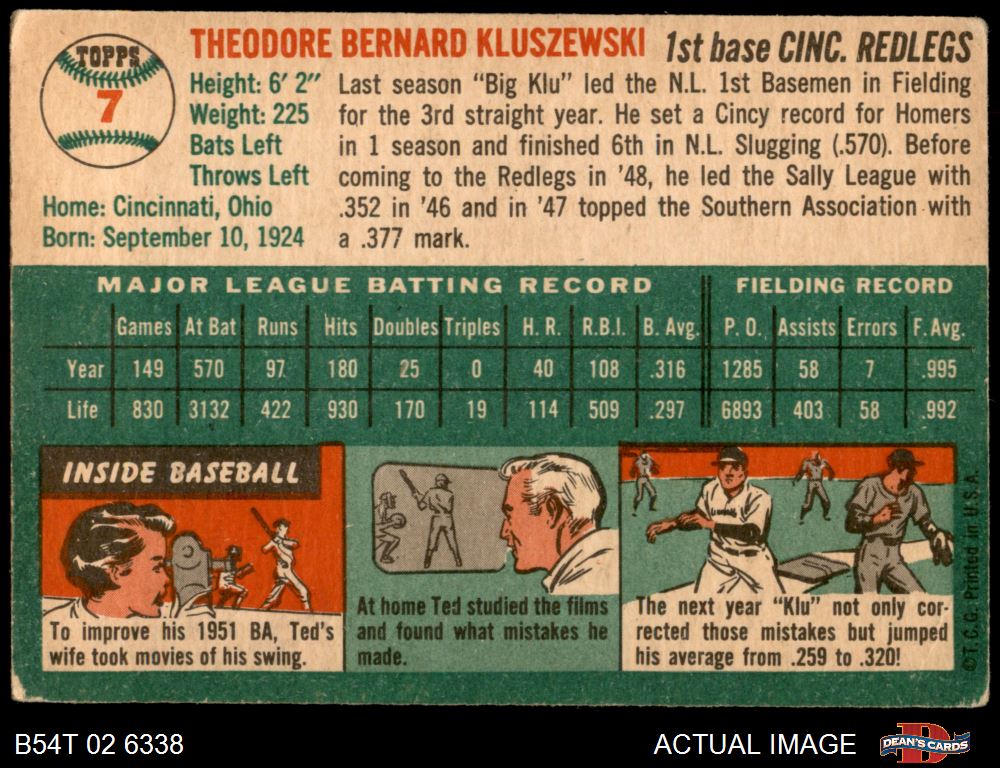 TOPPS
7
THEODORE BERNARD KLUSZEWSKI 1st base CINC. REDLEGS
Height: 6' 2"
Weight: 225
Bats Left
Throws Left
Home: Cincinnati, Ohio
Born: September 10, 1924
Last season "Big Klu" led the N.L. 1st Basemen in Fielding
for the 3rd straight year. He set a Cincy record for Homers
in 1 season and finished 6th in N.L. Slugging (.570). Before
coming to the Redlegs in '48, he led the Sally League with
.352 in '46 and in '47 topped the Southern Association with
a .377 mark.
MAJOR LEAGUE BATTING RECORD FIELDING RECORD
Games At Bat Runs Hits Doubles Triples H. R. R.B.I. B. Avg. P. O. Assists Errors F. Avg.
Year 149 570 97 180 25 0 40 108 .316 1285 58 7 .995
Life 830 3132 422 930 170 19 114 509 .297 6893 403 58 .992
INSIDE BASEBALL
To improve his 1951 BA, Ted's
wife took movies of his swing.
At home Ted studied the films
and found what mistakes he
made.
The next year "Klu" not only cor-
rected those mistakes but jumped
his average from .259 to .320!
©T.C.G. Printed in U.S.A.
B54T 02 6338
ACTUAL IMAGE
DEAN'S CARDS